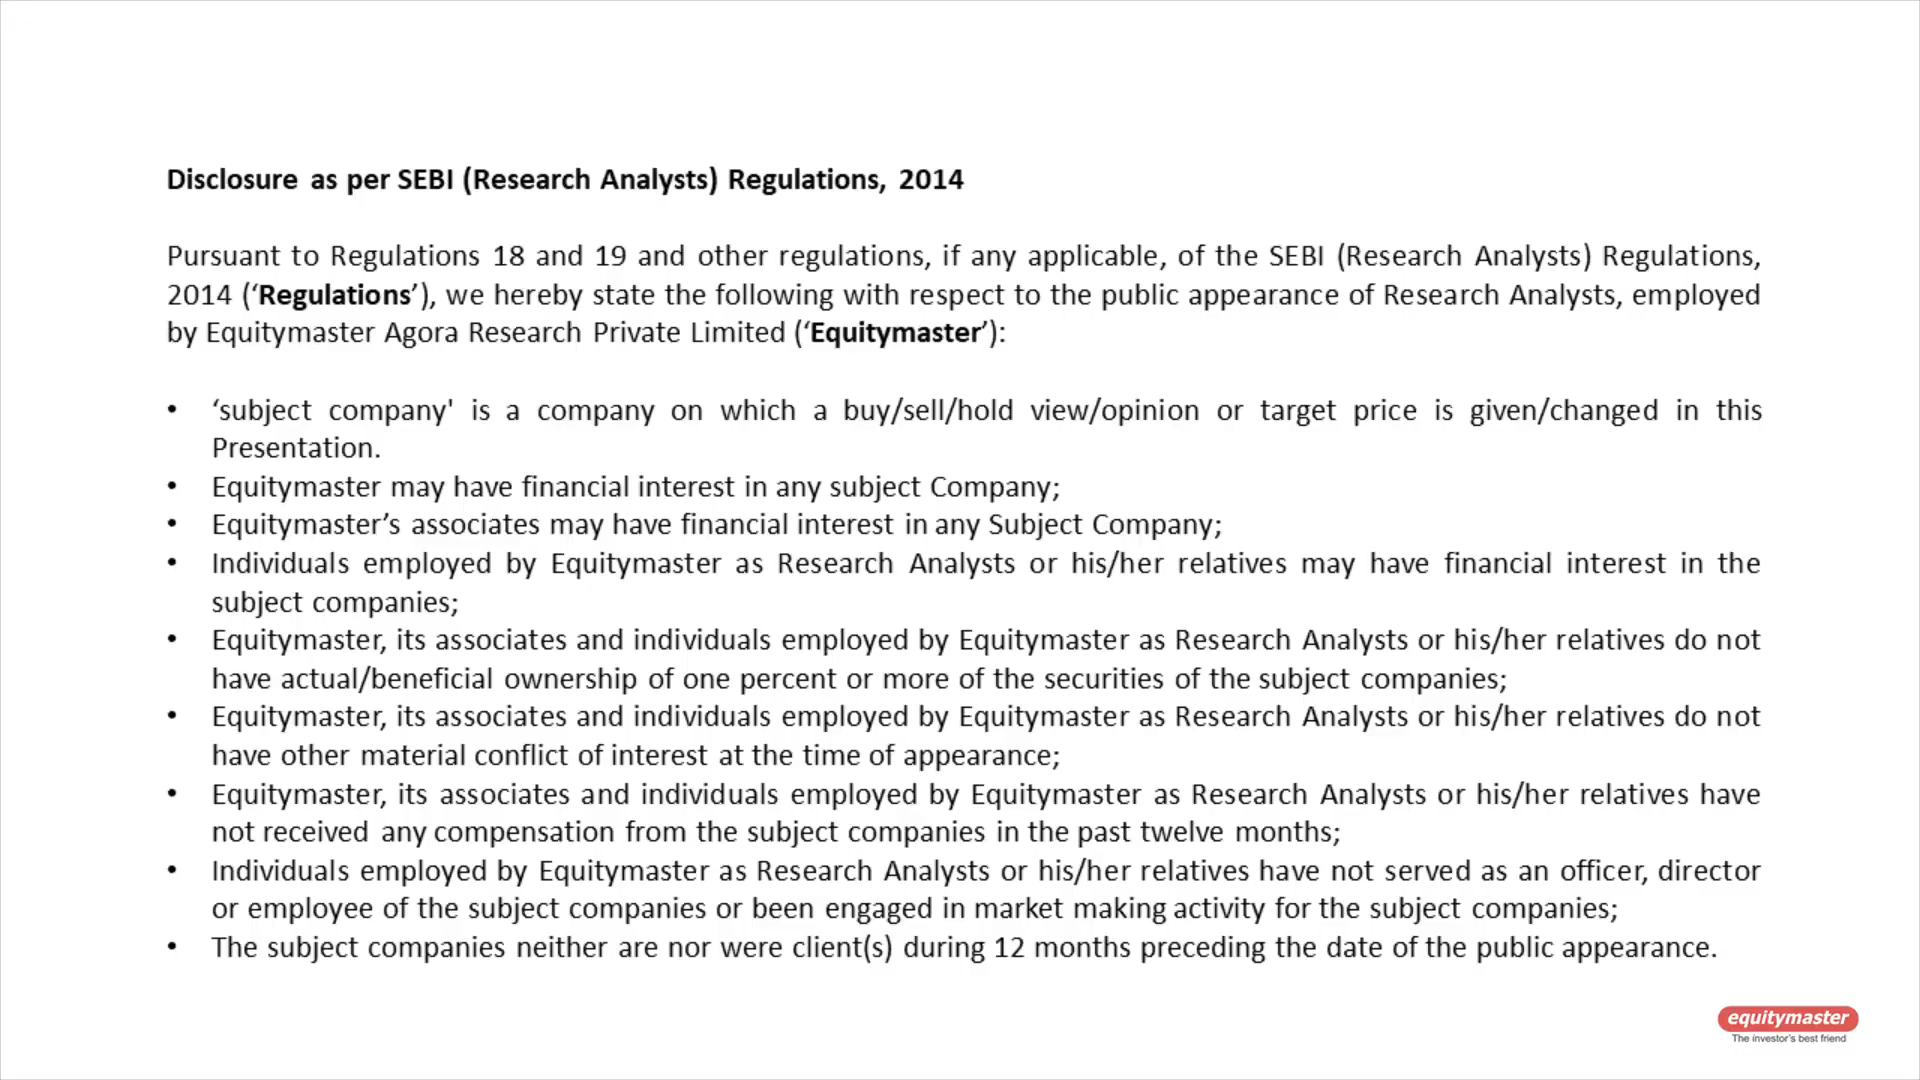 Disclosure as per SEBI (Research Analysts) Regulations, 2014
Pursuant to Regulations 18 and 19 and other regulations, if any applicable, of the SEBI (Research Analysts) Regulations,
2014 (‘Regulations’), we hereby state the following with respect to the public appearance of Research Analysts, employed
by Equitymaster Agora Research Private Limited (‘Equitymaster’):
• ‘subject company' is a company on which a buy/sell/hold view/opinion or target price is given/changed in this
Presentation.
• Equitymaster may have financial interest in any subject Company;
• Equitymaster’s associates may have financial interest in any Subject Company;
• Individuals employed by Equitymaster as Research Analysts or his/her relatives may have financial interest in the
subject companies;
• Equitymaster, its associates and individuals employed by Equitymaster as Research Analysts or his/her relatives do not
have actual/beneficial ownership of one percent or more of the securities of the subject companies;
• Equitymaster, its associates and individuals employed by Equitymaster as Research Analysts or his/her relatives do not
have other material conflict of interest at the time of appearance;
• Equitymaster, its associates and individuals employed by Equitymaster as Research Analysts or his/her relatives have
not received any compensation from the subject companies in the past twelve months;
• Individuals employed by Equitymaster as Research Analysts or his/her relatives have not served as an officer, director
or employee of the subject companies or been engaged in market making activity for the subject companies;
• The subject companies neither are nor were client(s) during 12 months preceding the date of the public appearance.
equitymaster
The investor's best friend